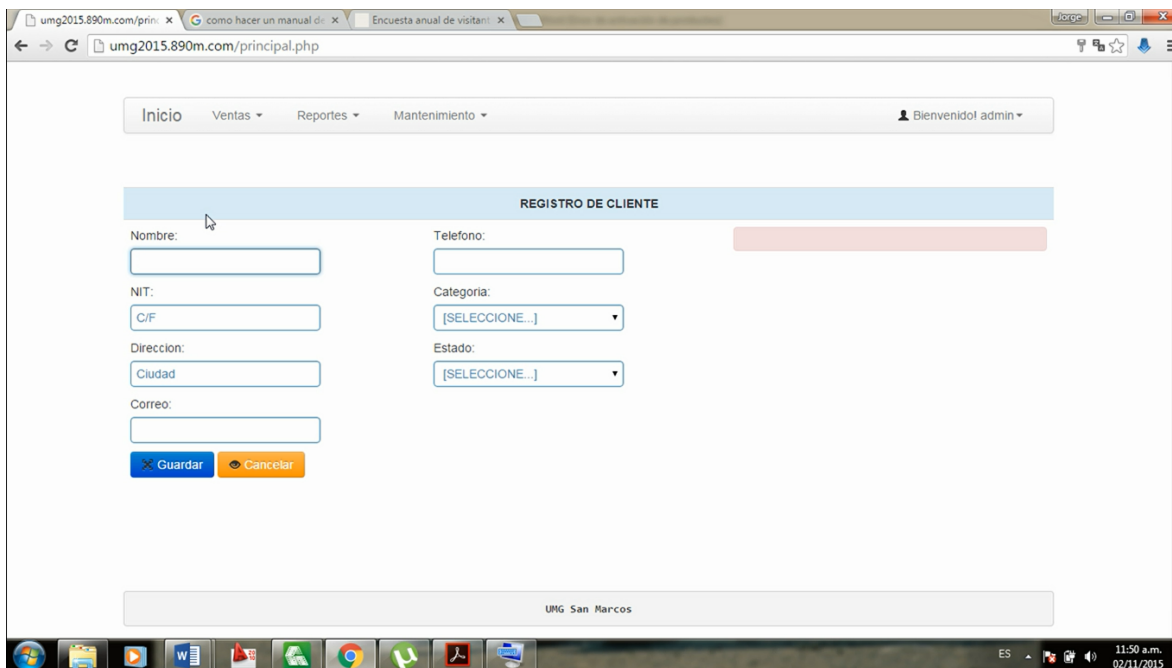 umg2015.890m.com/princ
como hacer un manual de
Encuesta anual de visitant
Jorge
umg2015.890m.com/principal.php
Inicio Ventas Reportes Mantenimiento Bienvenido! admin
REGISTRO DE CLIENTE
Nombre: Telefono:
NIT: Categoria:
C/F [SELECCIONE...]
Direccion: Estado:
Ciudad [SELECCIONE...]
Correo:
Guardar Cancelar
UMG San Marcos
ES 11:50 a.m.
02/11/2015